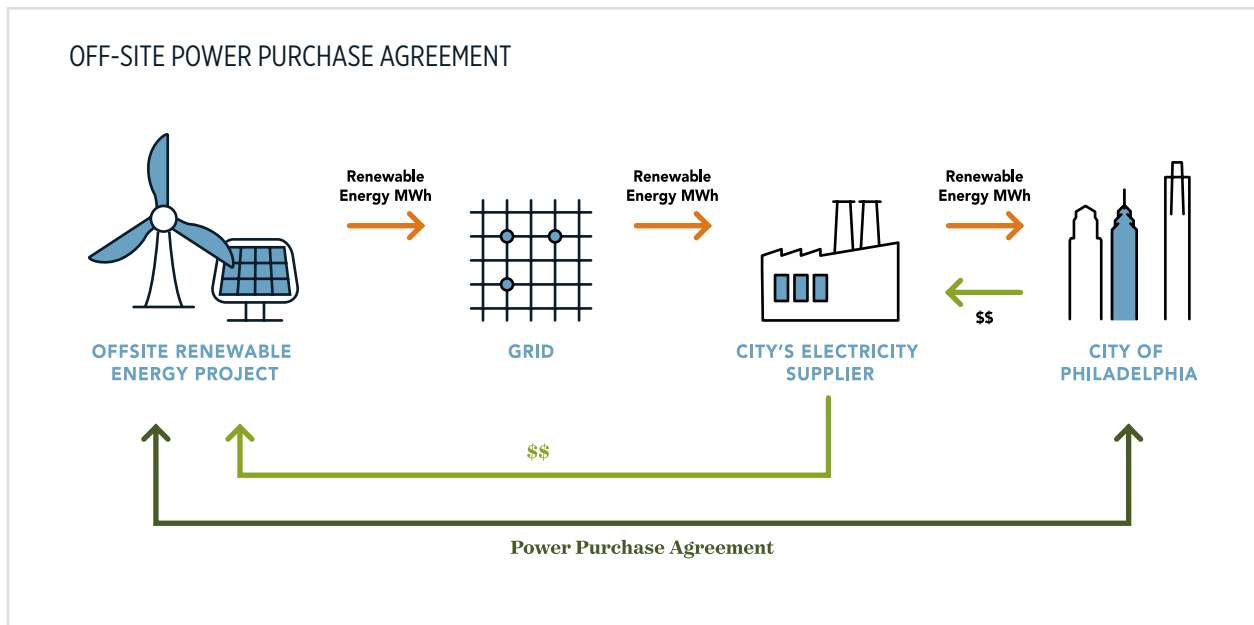 OFF-SITE POWER PURCHASE AGREEMENT
Renewable
Energy MWh
Renewable
Energy MWh
Renewable
Energy MWh
$$
OFFSITE RENEWABLE
ENERGY PROJECT
GRID
CITY’S ELECTRICITY
SUPPLIER
CITY OF
PHILADELPHIA
$$
Power Purchase Agreement